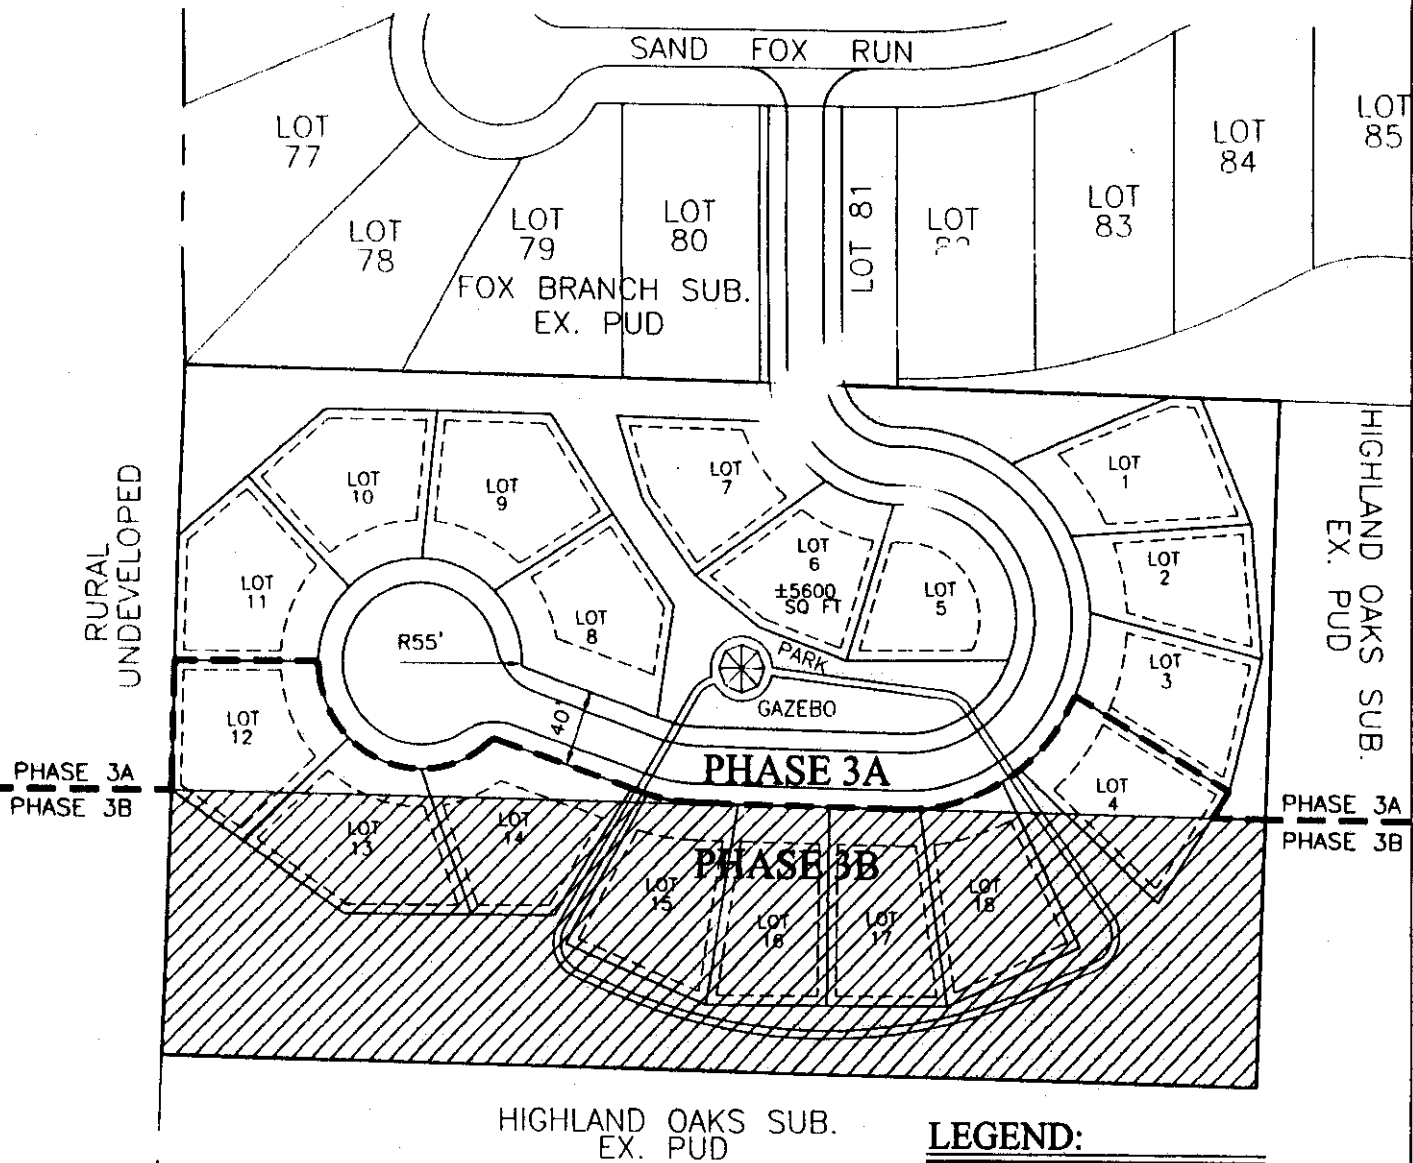 SAND FOX RUN
LOT
77
LOT
78
LOT
79
LOT
80
LOT 81
LOT
LOT
83
LOT
84
LOT
85
FOX BRANCH SUB.
EX. PUD
RURAL
UNDEVELOPED
HIGHLAND OAKS SUB.
EX. PUD
LOT
10
LOT
9
LOT
7
LOT
1
LOT
6
±5600
SQ FT
LOT
5
LOT
2
LOT
11
LOT
8
R55'
PARK
GAZEBO
LOT
3
LOT
12
40'
PHASE 3A
LOT
4
PHASE 3A
PHASE 3B
PHASE 3A
PHASE 3B
LOT
13
LOT
14
PHASE 3B
LOT
15
LOT
16
LOT
17
LOT
18
HIGHLAND OAKS SUB.
EX. PUD
LEGEND: